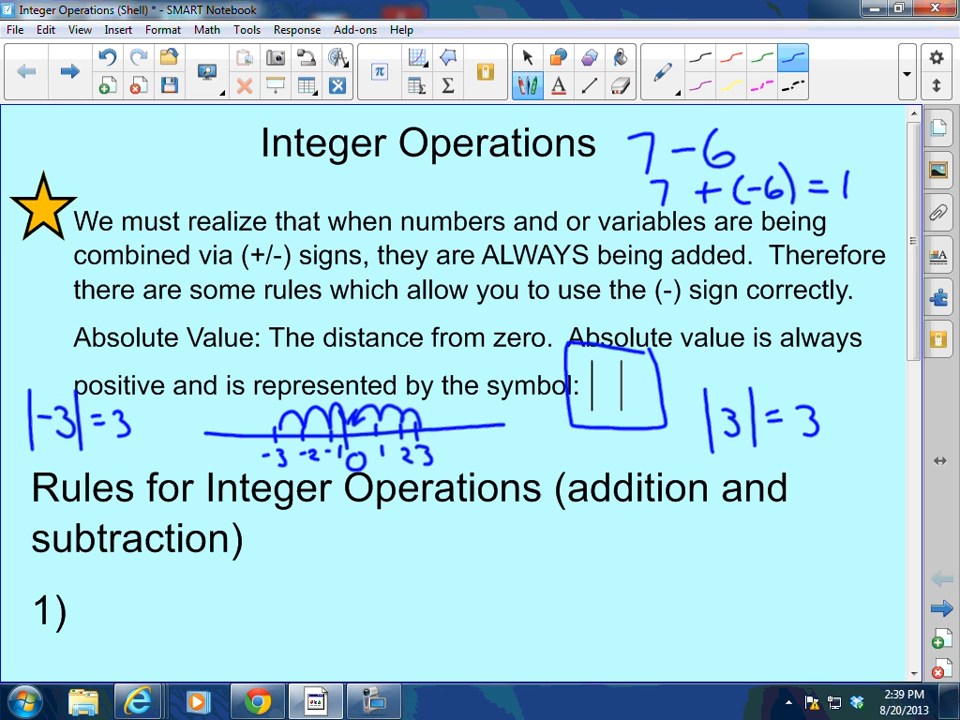 Integer Operations (Shell) * - SMART Notebook
File Edit View Insert Format Math Tools Response Add-ons Help
Integer Operations
7 - 6
7 + (-6) = 1
We must realize that when numbers and or variables are being
combined via (+/-) signs, they are ALWAYS being added. Therefore
there are some rules which allow you to use the (-) sign correctly.
Absolute Value: The distance from zero. Absolute value is always
positive and is represented by the symbol: | |
|-3| = 3
-3 -2 -1 0 1 2 3
|3| = 3
Rules for Integer Operations (addition and
subtraction)
1)
2:39 PM
8/20/2013